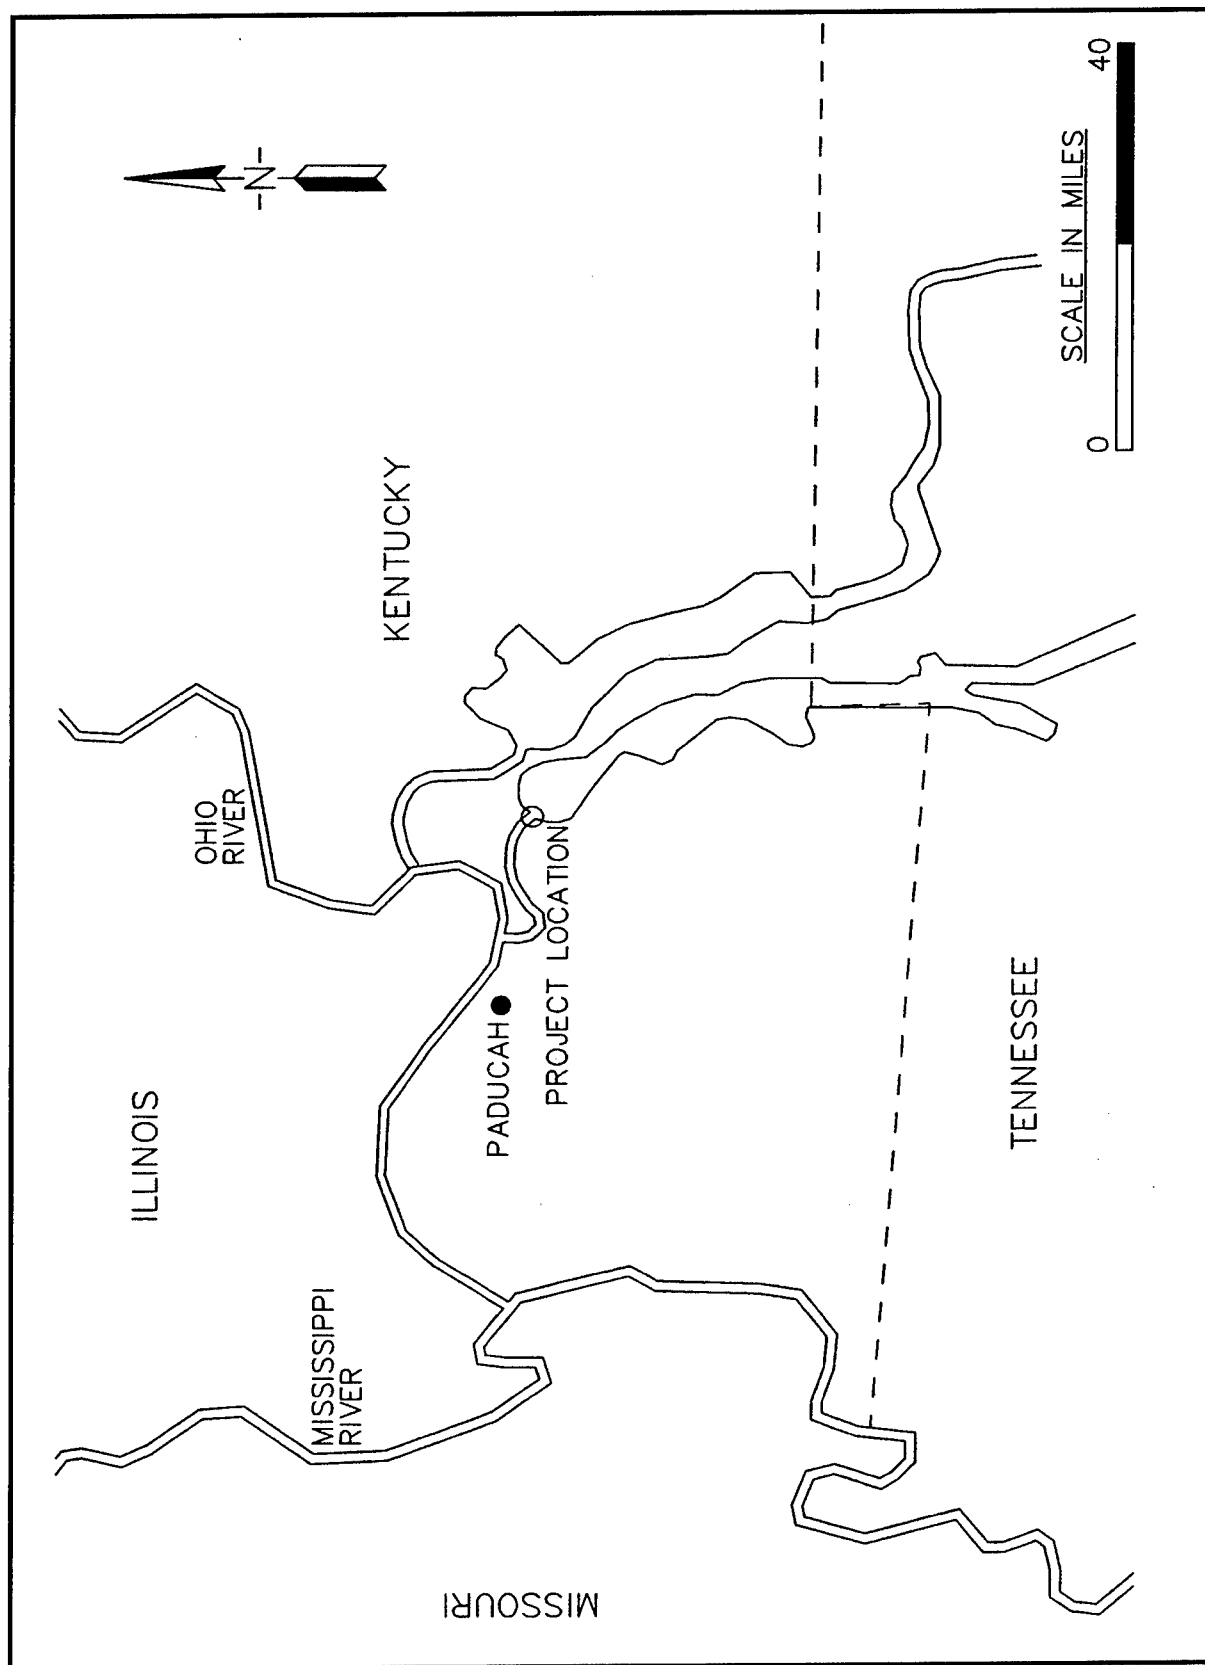 ILLINOIS
OHIO
RIVER
-N-
MISSISSIPPI
RIVER
KENTUCKY
MISSOURI
PADUCAH
PROJECT LOCATION
TENNESSEE
SCALE IN MILES
0
40